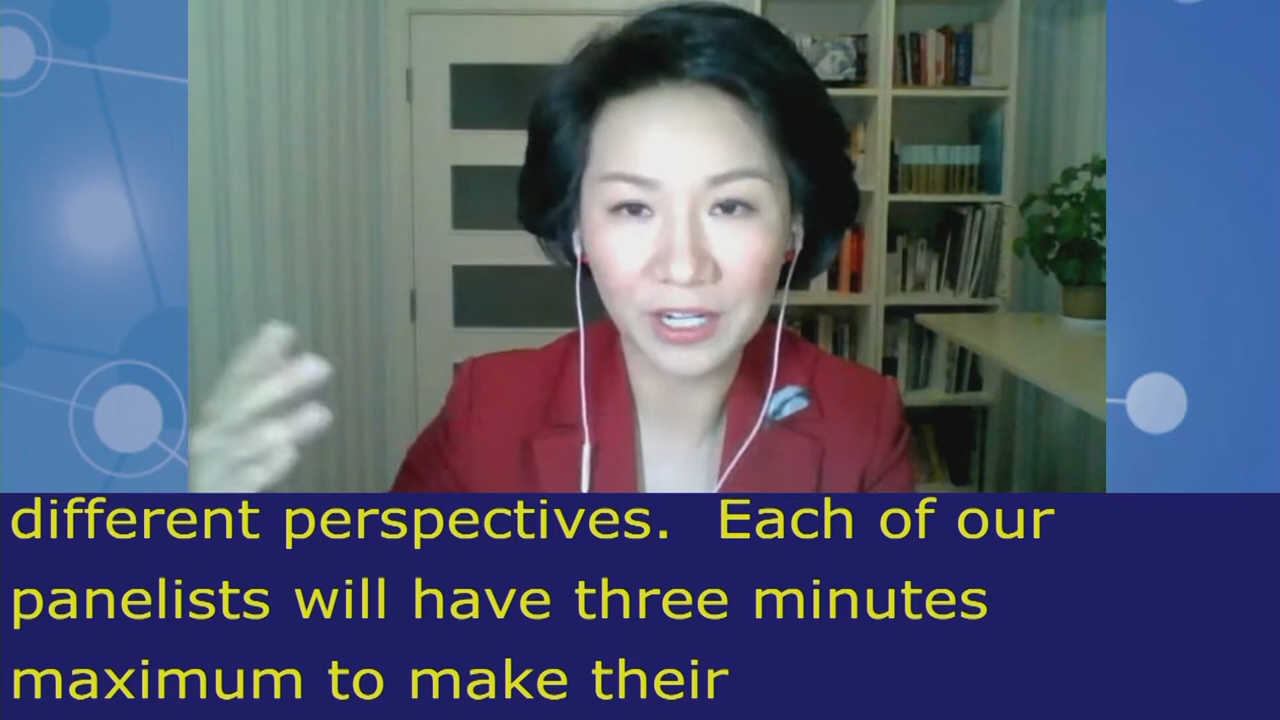 different perspectives.  Each of our
panelists will have three minutes
maximum to make their